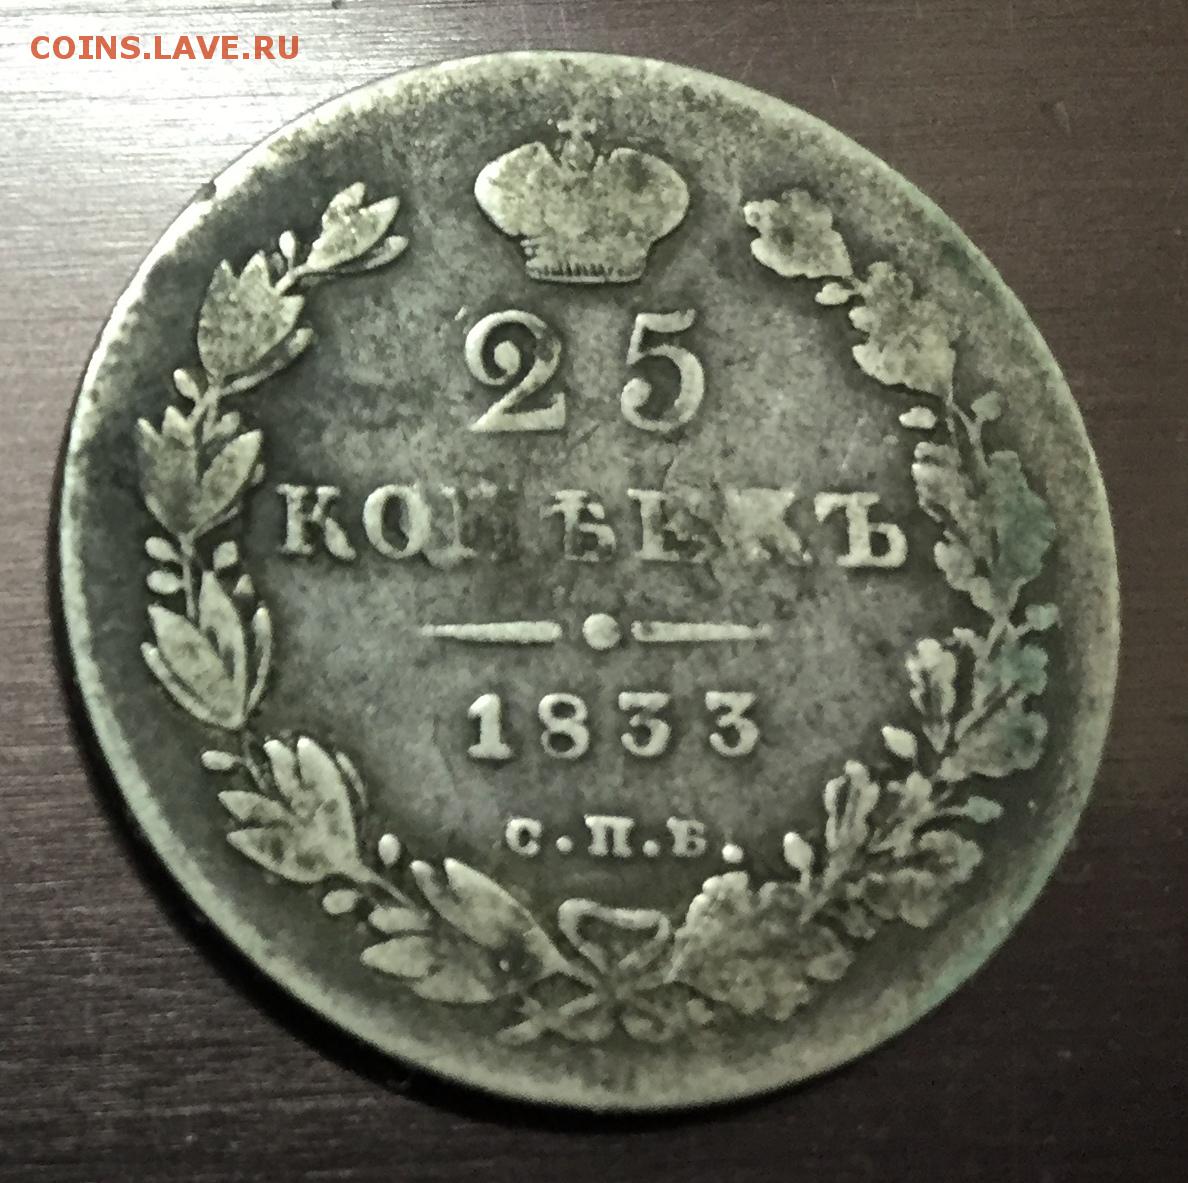 COINS.LAVE.RU
25
КОПѢЕКЪ
1833
С.П.Б.